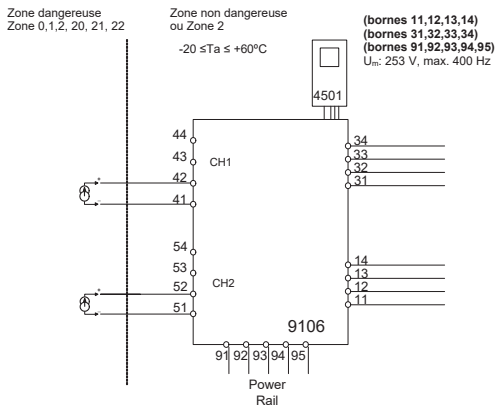 Zone dangereuse
Zone 0,1,2, 20, 21, 22
Zone non dangereuse
ou Zone 2
-20 ≤Ta ≤ +60ºC
(bornes 11,12,13,14)
(bornes 31,32,33,34)
(bornes 91,92,93,94,95)
Um: 253 V, max. 400 Hz
4501
44
43
CH1
42
41
34
33
32
31
54
53
CH2
52
51
14
13
12
11
9106
91 92 93 94 95
Power
Rail